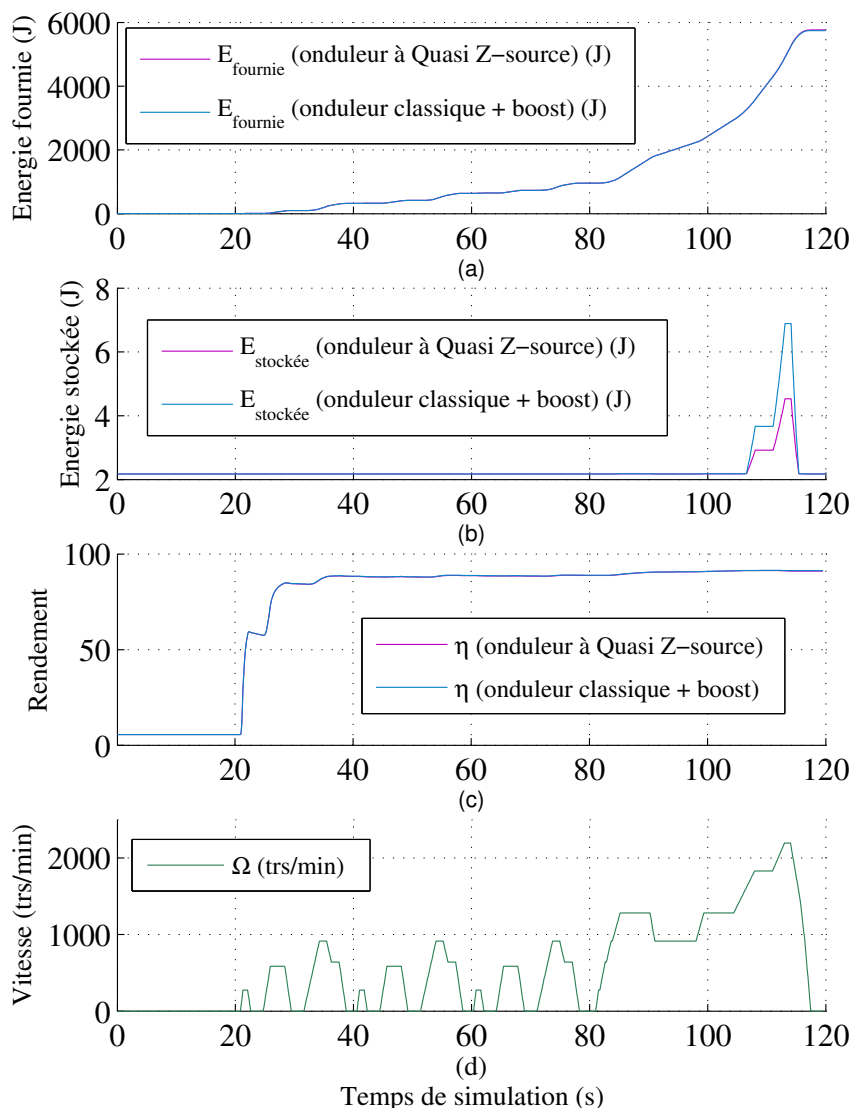 6000
4000
2000
0
Energie fournie (J)
E_fournie (onduleur à Quasi Z−source) (J)
E_fournie (onduleur classique + boost) (J)
0 20 40 60 80 100 120
(a)
8
6
4
2
Energie stockée (J)
E_stockée (onduleur à Quasi Z−source) (J)
E_stockée (onduleur classique + boost) (J)
0 20 40 60 80 100 120
(b)
100
50
0
Rendement
η (onduleur à Quasi Z−source)
η (onduleur classique + boost)
0 20 40 60 80 100 120
(c)
2000
1000
0
Vitesse (trs/min)
Ω (trs/min)
0 20 40 60 80 100 120
(d)
Temps de simulation (s)